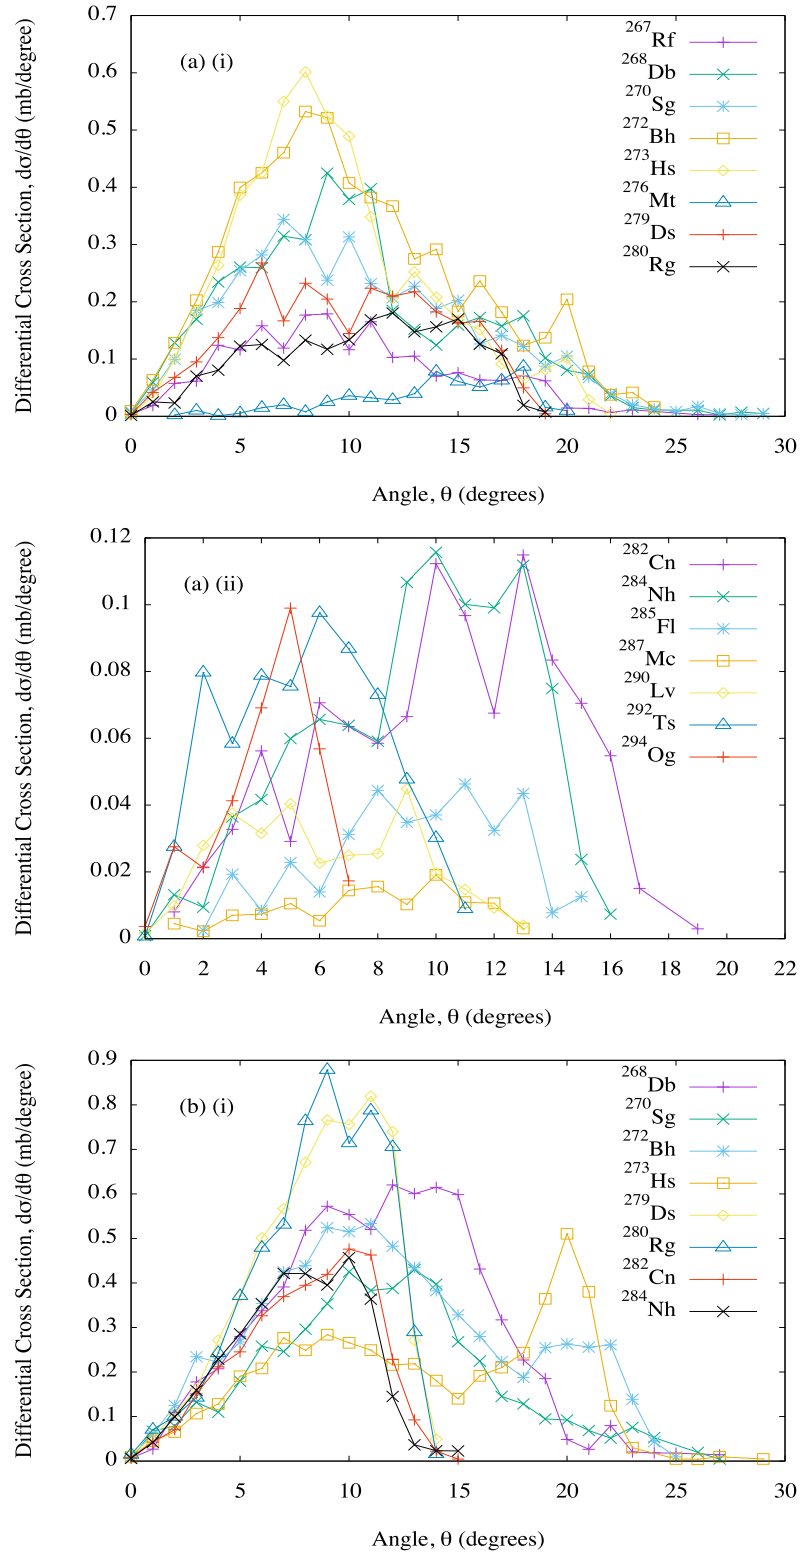 Differential Cross Section, dσ/dθ (mb/degree)
0.7
0.6
0.5
0.4
0.3
0.2
0.1
0
(a) (i)
267Rf
268Db
270Sg
272Bh
273Hs
276Mt
279Ds
280Rg
0 5 10 15 20 25 30
Angle, θ (degrees)
Differential Cross Section, dσ/dθ (mb/degree)
0.12
0.1
0.08
0.06
0.04
0.02
0
(a) (ii)
282Cn
284Nh
285Fl
287Mc
290Lv
292Ts
294Og
0 2 4 6 8 10 12 14 16 18 20 22
Angle, θ (degrees)
Differential Cross Section, dσ/dθ (mb/degree)
0.9
0.8
0.7
0.6
0.5
0.4
0.3
0.2
0.1
0
(b) (i)
268Db
270Sg
272Bh
273Hs
279Ds
280Rg
282Cn
284Nh
0 5 10 15 20 25 30
Angle, θ (degrees)